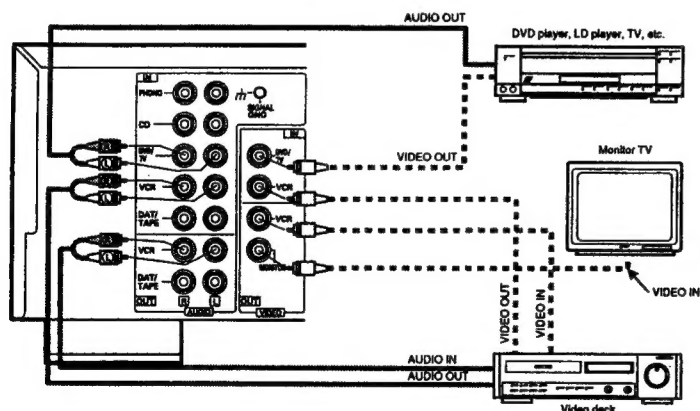 AUDIO OUT
DVD player, LD player, TV, etc.
IN
PHONO
SIGNAL
GND
CD
IN
DVD/
TV
DVD/
TV
R
L
VIDEO OUT
Monitor TV
R
L
VCR
VCR
DAT/
TAPE
VCR
R
L
VCR
MONITOR
DAT/
TAPE
VIDEO IN
OUT
R
L
OUT
AUDIO
VIDEO
VIDEO OUT
VIDEO IN
AUDIO IN
AUDIO OUT
Video deck